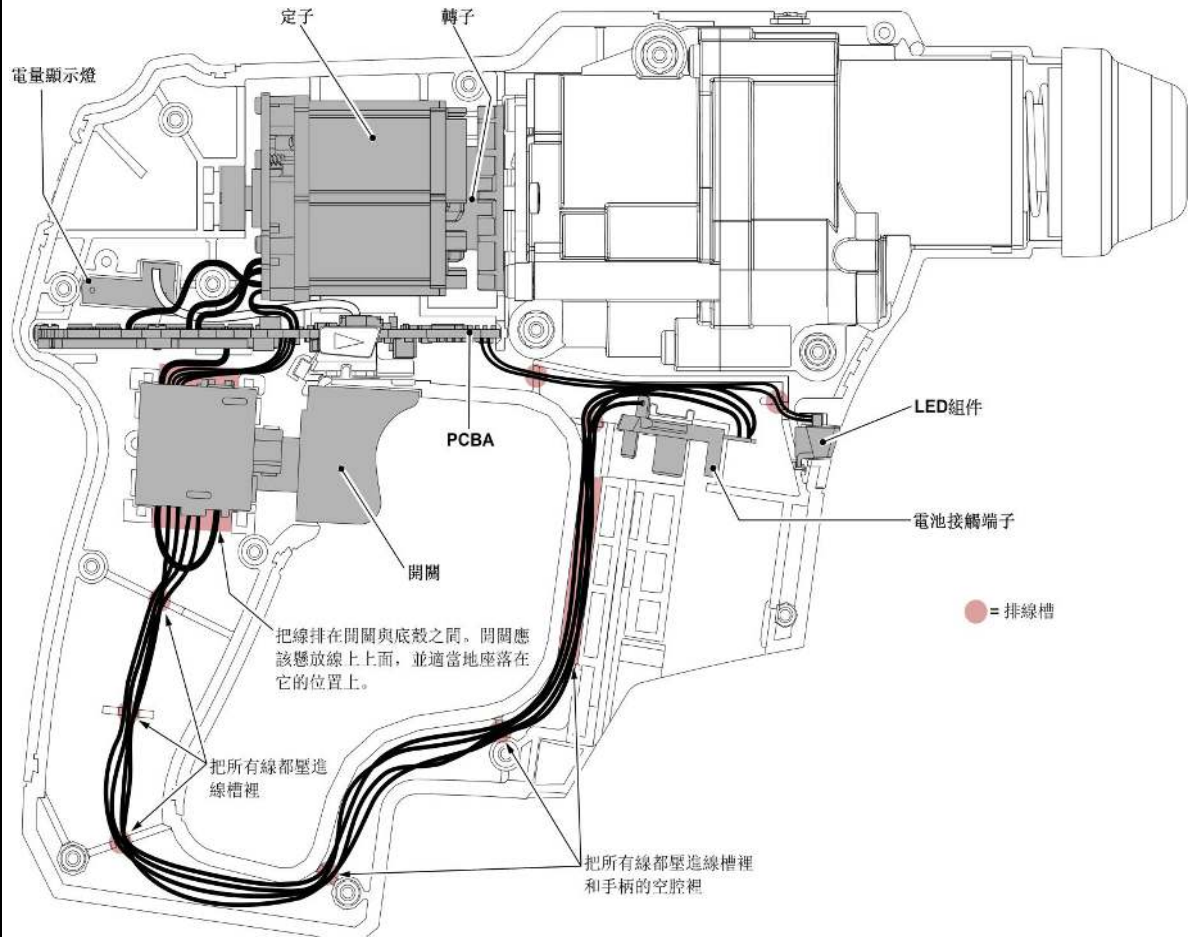 定子
轉子
電量顯示燈
LED組件
PCBA
電池接觸端子
開關
= 排線槽
把線排在開關與底殼之間。開關應
該懸放線上上面，並適當地座落在
它的位置上。
把所有線都壓進
線槽裡
把所有線都壓進線槽裡
和手柄的空腔裡